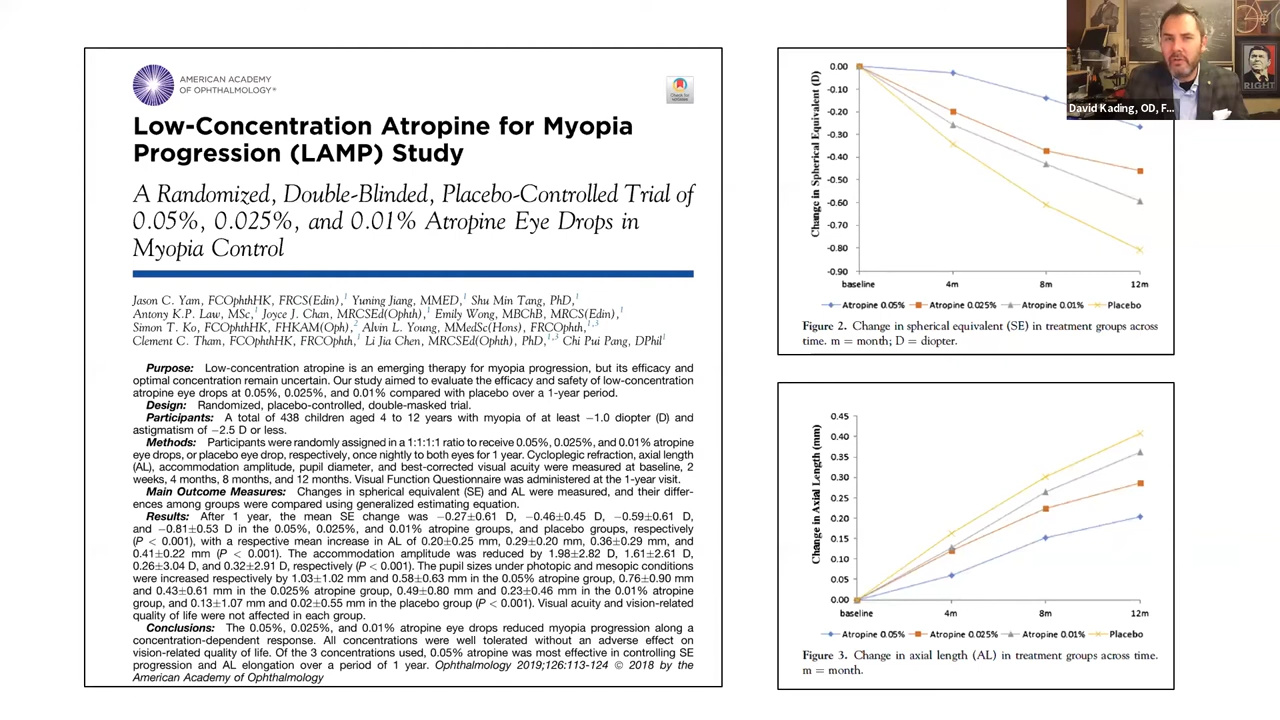 AMERICAN ACADEMY
OF OPHTHALMOLOGY®
Low-Concentration Atropine for Myopia
Progression (LAMP) Study
A Randomized, Double-Blinded, Placebo-Controlled Trial of
0.05%, 0.025%, and 0.01% Atropine Eye Drops in
Myopia Control
Jason C. Yam, FCOphthHK, FRCS(Edin),1 Yuning Jiang, MMED,1 Shu Min Tang, PhD,1
Antony K.P. Law, MSc,1 Joyce J. Chan, MRCSEd(Ophth),1 Emily Wong, MBChB, MRCS(Edin),1
Simon T. Ko, FCOphthHK, FHKAM(Oph),2 Alvin L. Young, MMedSc(Hons), FRCOphth,1,3
Clement C. Tham, FCOphthHK, FRCOphth,1 Li Jia Chen, MRCSEd(Ophth), PhD,1,3 Chi Pui Pang, DPhil1
Purpose: Low-concentration atropine is an emerging therapy for myopia progression, but its efficacy and
optimal concentration remain uncertain. Our study aimed to evaluate the efficacy and safety of low-concentration
atropine eye drops at 0.05%, 0.025%, and 0.01% compared with placebo over a 1-year period.
Design: Randomized, placebo-controlled, double-masked trial.
Participants: A total of 438 children aged 4 to 12 years with myopia of at least −1.0 diopter (D) and
astigmatism of −2.5 D or less.
Methods: Participants were randomly assigned in a 1:1:1:1 ratio to receive 0.05%, 0.025%, and 0.01% atropine
eye drops, or placebo eye drop, respectively, once nightly to both eyes for 1 year. Cycloplegic refraction, axial length
(AL), accommodation amplitude, pupil diameter, and best-corrected visual acuity were measured at baseline, 2
weeks, 4 months, 8 months, and 12 months. Visual Function Questionnaire was administered at the 1-year visit.
Main Outcome Measures: Changes in spherical equivalent (SE) and AL were measured, and their differ-
ences among groups were compared using generalized estimating equation.
Results: After 1 year, the mean SE change was −0.27±0.61 D, −0.46±0.45 D, −0.59±0.61 D,
and −0.81±0.53 D in the 0.05%, 0.025%, and 0.01% atropine groups, and placebo groups, respectively
(P < 0.001), with a respective mean increase in AL of 0.20±0.25 mm, 0.29±0.20 mm, 0.36±0.29 mm, and
0.41±0.22 mm (P < 0.001). The accommodation amplitude was reduced by 1.98±2.82 D, 1.61±2.61 D,
0.26±3.04 D, and 0.32±2.91 D, respectively (P < 0.001). The pupil sizes under photopic and mesopic conditions
were increased respectively by 1.03±1.02 mm and 0.58±0.63 mm in the 0.05% atropine group, 0.76±0.90 mm
and 0.43±0.61 mm in the 0.025% atropine group, 0.49±0.80 mm and 0.23±0.46 mm in the 0.01% atropine
group, and 0.13±1.07 mm and 0.02±0.55 mm in the placebo group (P < 0.001). Visual acuity and vision-related
quality of life were not affected in each group.
Conclusions: The 0.05%, 0.025%, and 0.01% atropine eye drops reduced myopia progression along a
concentration-dependent response. All concentrations were well tolerated without an adverse effect on
vision-related quality of life. Of the 3 concentrations used, 0.05% atropine was most effective in controlling SE
progression and AL elongation over a period of 1 year. Ophthalmology 2019;126:113-124 © 2018 by the
American Academy of Ophthalmology
Change in Spherical Equivalent (D)
0.00
-0.10
-0.20
-0.30
-0.40
-0.50
-0.60
-0.70
-0.80
-0.90
baseline 4m 8m 12m
Atropine 0.05% Atropine 0.025% Atropine 0.01% Placebo
Figure 2. Change in spherical equivalent (SE) in treatment groups across
time. m = month; D = diopter.
Change in Axial Length (mm)
0.45
0.40
0.35
0.30
0.25
0.20
0.15
0.10
0.05
0.00
baseline 4m 8m 12m
Atropine 0.05% Atropine 0.025% Atropine 0.01% Placebo
Figure 3. Change in axial length (AL) in treatment groups across time.
m = month.
David Kading, OD, F...
RIGHT